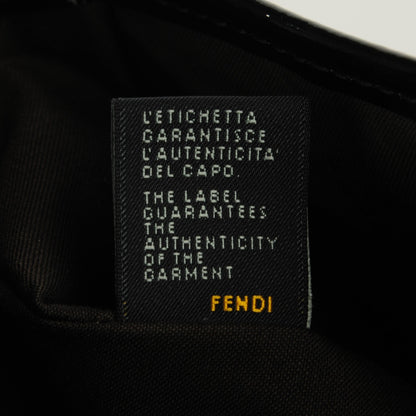 L'ETICHETTA
GARANTISCE
L'AUTENTICITA'
DEL CAPO.
THE LABEL
GUARANTEES
THE
AUTHENTICITY
OF THE
GARMENT
FENDI